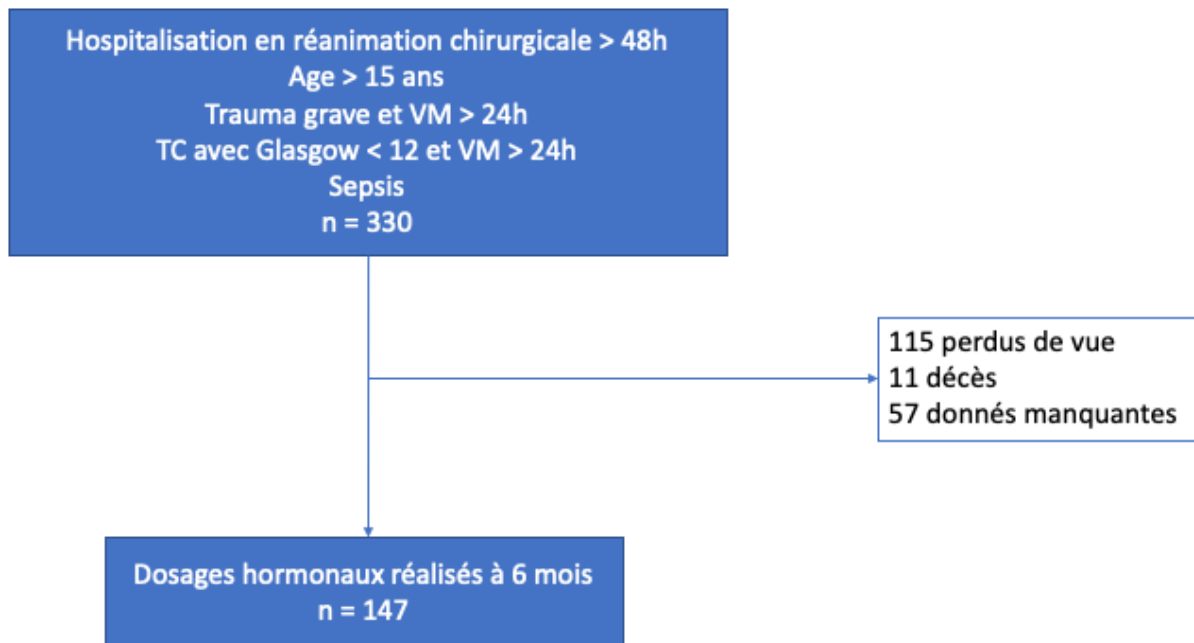 Hospitalisation en réanimation chirurgicale > 48h
Age > 15 ans
Trauma grave et VM > 24h
TC avec Glasgow < 12 et VM > 24h
Sepsis
n = 330
115 perdus de vue
11 décès
57 donnés manquantes
Dosages hormonaux réalisés à 6 mois
n = 147